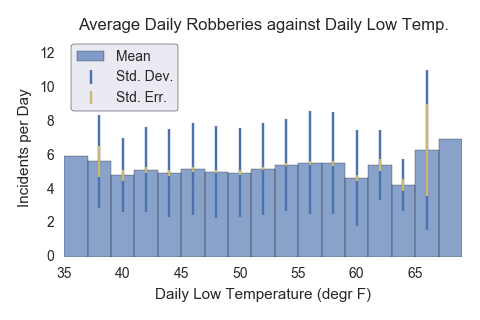 Average Daily Robberies against Daily Low Temp.
12
10
8
6
4
2
0
Incidents per Day
Mean
Std. Dev.
Std. Err.
35 40 45 50 55 60 65
Daily Low Temperature (degr F)